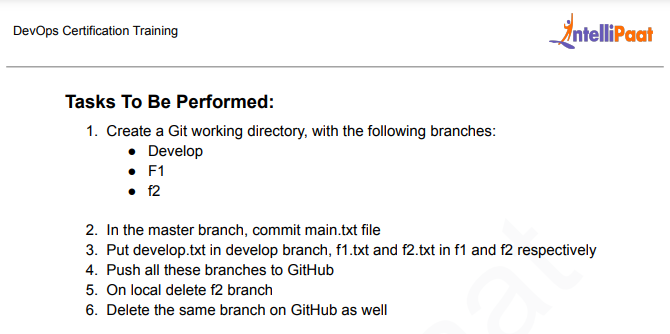 DevOps Certification Training
IntelliPaat
Tasks To Be Performed:
1. Create a Git working directory, with the following branches:
● Develop
● F1
● f2
2. In the master branch, commit main.txt file
3. Put develop.txt in develop branch, f1.txt and f2.txt in f1 and f2 respectively
4. Push all these branches to GitHub
5. On local delete f2 branch
6. Delete the same branch on GitHub as well